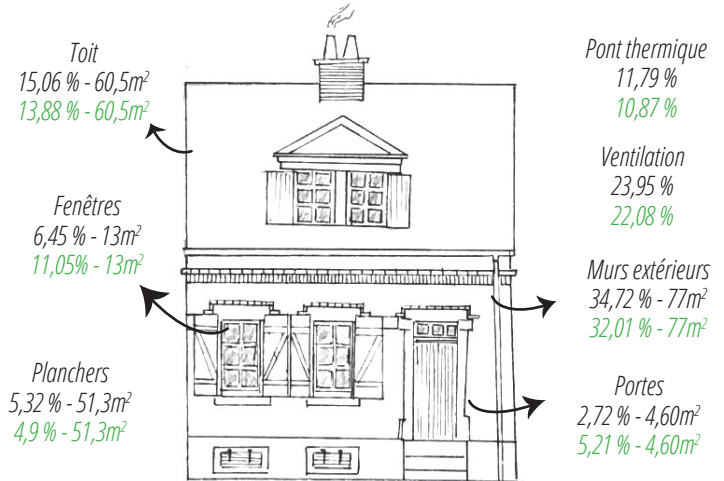 Toit
15,06 % - 60,5m²
13,88 % - 60,5m²
Fenêtres
6,45 % - 13m²
11,05% - 13m²
Planchers
5,32 % - 51,3m²
4,9 % - 51,3m²
Pont thermique
11,79 %
10,87 %
Ventilation
23,95 %
22,08 %
Murs extérieurs
34,72 % - 77m²
32,01 % - 77m²
Portes
2,72 % - 4,60m²
5,21 % - 4,60m²